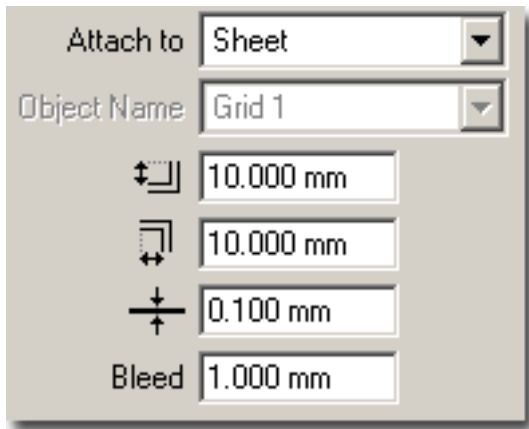 Attach to Sheet
Object Name Grid 1
10.000 mm
10.000 mm
0.100 mm
Bleed 1.000 mm